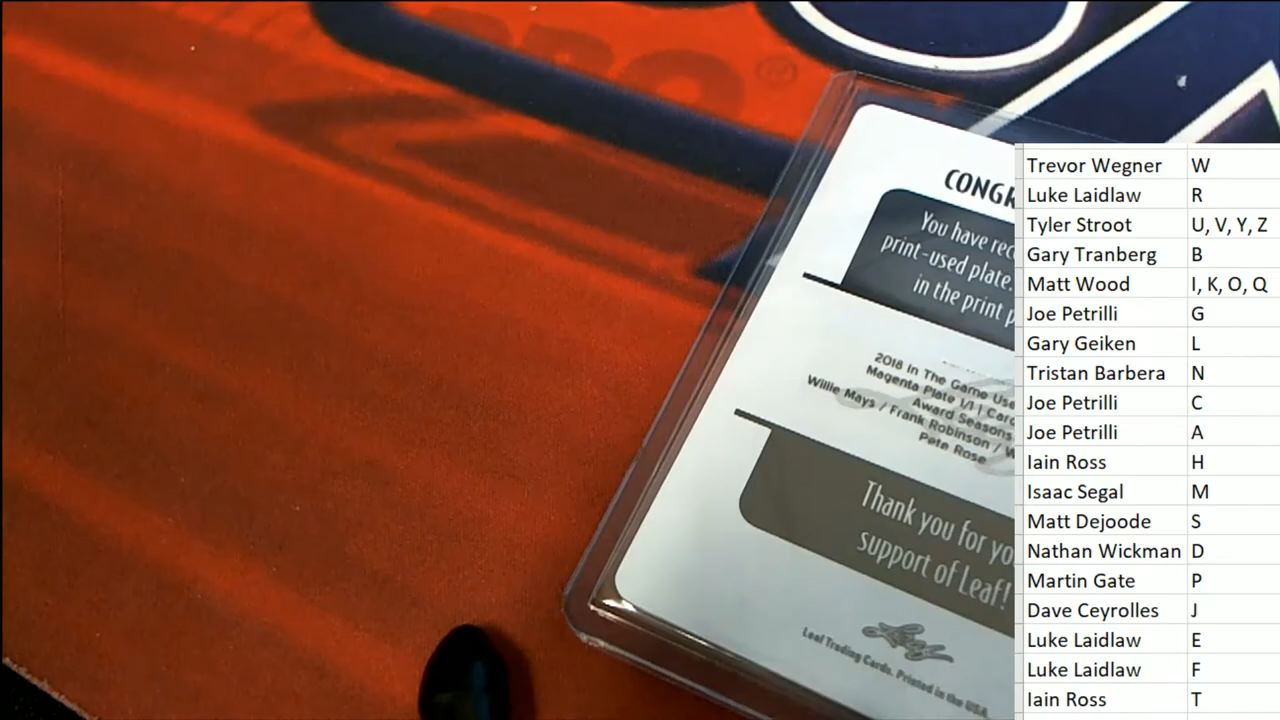 PRO®
CONGR
You have rec
print-used plate.
in the print p
2018 In The Game Use
Magenta Plate 1/1 | Card
Award Seasons
Willie Mays / Frank Robinson / W
Pete Rose
Thank you for yo
support of Leaf!
Leaf
Leaf Trading Cards. Printed in the USA.
Trevor Wegner W
Luke Laidlaw R
Tyler Stroot U, V, Y, Z
Gary Tranberg B
Matt Wood I, K, O, Q
Joe Petrilli G
Gary Geiken L
Tristan Barbera N
Joe Petrilli C
Joe Petrilli A
Iain Ross H
Isaac Segal M
Matt Dejoode S
Nathan Wickman D
Martin Gate P
Dave Ceyrolles J
Luke Laidlaw E
Luke Laidlaw F
Iain Ross T